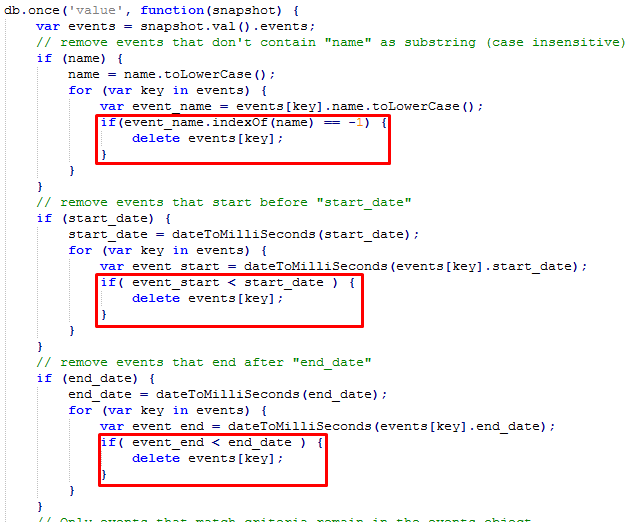 db.once('value', function(snapshot) {
var events = snapshot.val().events;
// remove events that don't contain "name" as substring (case insensitive)
if (name) {
name = name.toLowerCase();
for (var key in events) {
var event_name = events[key].name.toLowerCase();
if(event_name.indexOf(name) == -1) {
delete events[key];
}
}
}
// remove events that start before "start_date"
if (start_date) {
start_date = dateToMilliSeconds(start_date);
for (var key in events) {
var event_start = dateToMilliSeconds(events[key].start_date);
if( event_start < start_date ) {
delete events[key];
}
}
}
// remove events that end after "end_date"
if (end_date) {
end_date = dateToMilliSeconds(end_date);
for (var key in events) {
var event_end = dateToMilliSeconds(events[key].end_date);
if( event_end < end_date ) {
delete events[key];
}
}
}
// Only events that match criteria remain in the events object